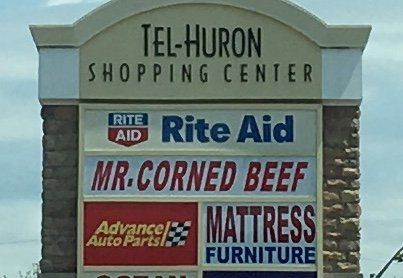 TEL-HURON
SHOPPING CENTER
RITE AID
Rite Aid
MR. CORNED BEEF
Advance Auto Parts
MATTRESS
FURNITURE